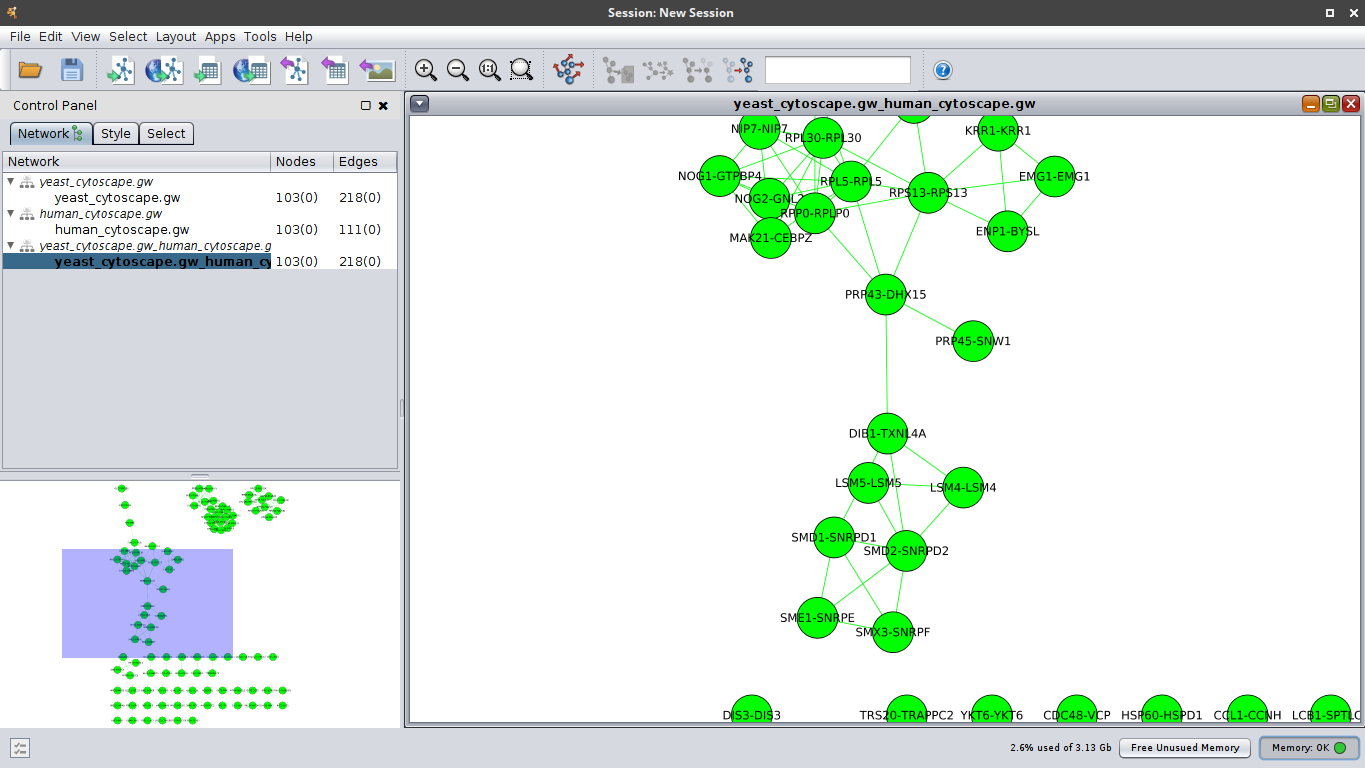 Session: New Session
File Edit View Select Layout Apps Tools Help
1:1
?
Control Panel
Network Style Select
Network Nodes Edges
yeast_cytoscape.gw
yeast_cytoscape.gw 103(0) 218(0)
human_cytoscape.gw
human_cytoscape.gw 103(0) 111(0)
yeast_cytoscape.gw_human_cytoscape.g
yeast_cytoscape.gw_human_cy 103(0) 218(0)
yeast_cytoscape.gw_human_cytoscape.gw
NIP7-NIP7
RPL30-RPL30
KRR1-KRR1
NOG1-GTPBP4
RPL5-RPL5
EMG1-EMG1
RPS13-RPS13
NOG2-GNL2
RPP0-RPLP0
MAK21-CEBPZ
ENP1-BYSL
PRP43-DHX15
PRP45-SNW1
DIB1-TXNL4A
LSM5-LSM5
LSM4-LSM4
SMD1-SNRPD1
SMD2-SNRPD2
SME1-SNRPE
SMX3-SNRPF
DIS3-DIS3 TRS20-TRAPPC2 YKT6-YKT6 CDC48-VCP HSP60-HSPD1 CCL1-CCNH LCB1-SPTLC
2.6% used of 3.13 Gb Free Unusued Memory Memory: OK